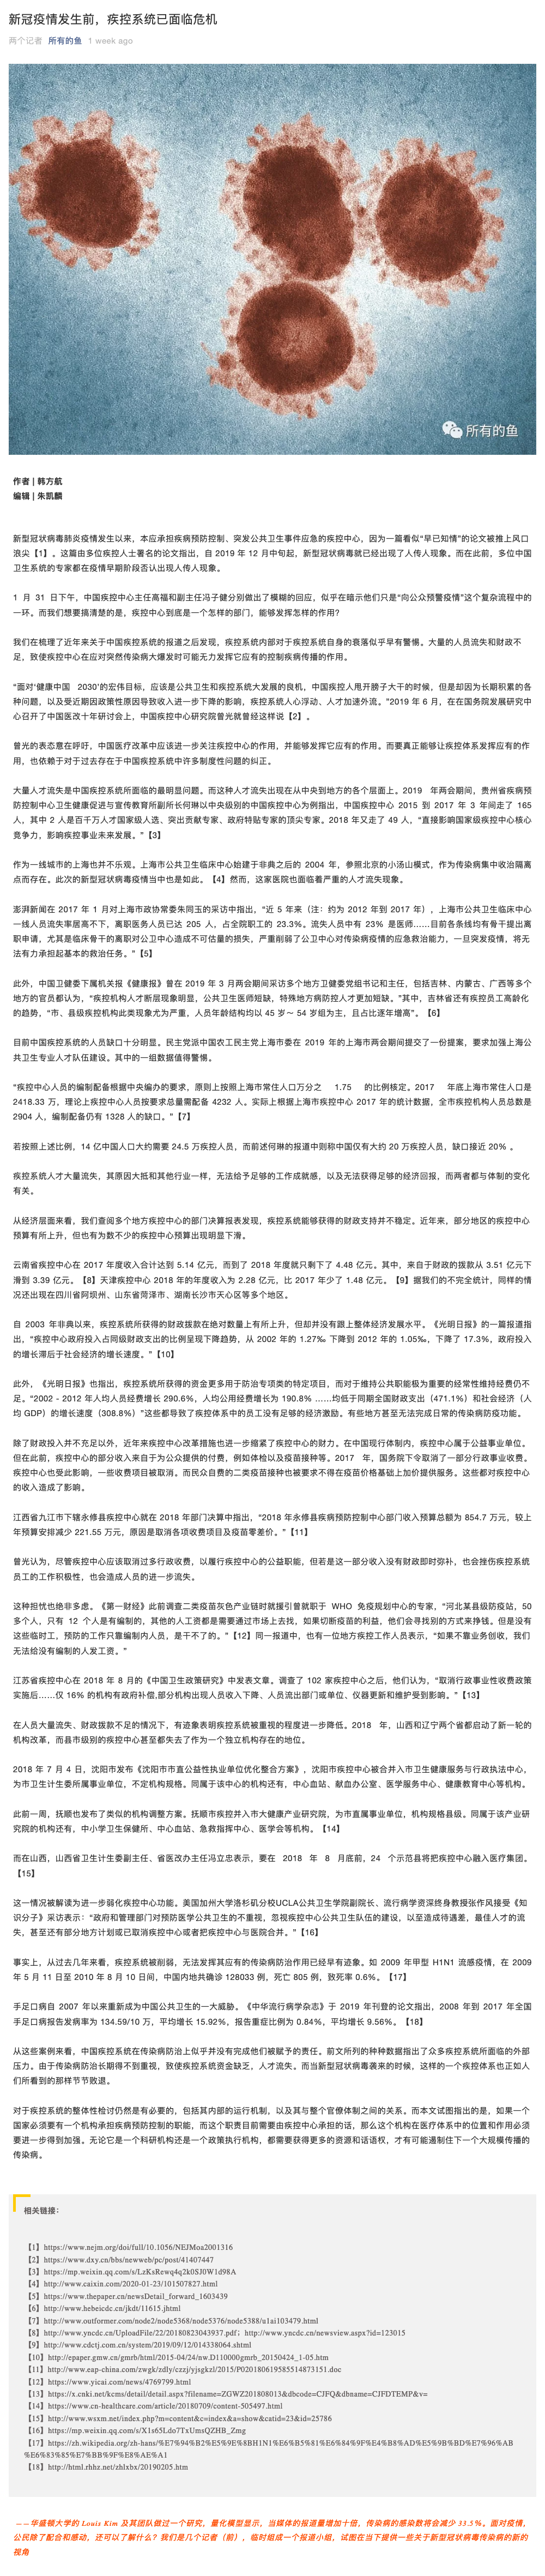 新冠疫情发生前，疾控系统已面临危机
两个记者 所有的鱼 1 week ago
所有的鱼
作者 | 韩方航
编辑 | 朱凯麟
新型冠状病毒肺炎疫情发生以来，本应承担疾病预防控制、突发公共卫生事件应急的疾控中心，因为一篇看似“早已知情”的论文被推上风口
浪尖【1】。这篇由多位疾控人士署名的论文指出，自 2019 年 12 月中旬起，新型冠状病毒就已经出现了人传人现象。而在此前，多位中国
卫生系统的专家都在疫情早期阶段否认出现人传人现象。
1 月 31 日下午，中国疾控中心主任高福和副主任冯子健分别做出了模糊的回应，似乎在暗示他们只是“向公众预警疫情”这个复杂流程中的
一环。而我们想要搞清楚的是，疾控中心到底是一个怎样的部门，能够发挥怎样的作用？
我们在梳理了近年来关于中国疾控系统的报道之后发现，疾控系统内部对于疾控系统自身的衰落似乎早有警惕。大量的人员流失和财政不
足，致使疾控中心在应对突然传染病大爆发时可能无力发挥它应有的控制疾病传播的作用。
“面对‘健康中国 2030’的宏伟目标，应该是公共卫生和疾控系统大发展的良机，中国疾控人甩开膀子大干的时候，但是却因为长期积累的各
种问题，以及受近期因政策性原因导致收入进一步下降的影响，疾控系统人心浮动、人才加速外流。”2019 年 6 月，在在国务院发展研究中
心召开了中国医改十年研讨会上，中国疾控中心研究院曾光就曾经这样说【2】。
曾光的表态意在呼吁，中国医疗改革中应该进一步关注疾控中心的作用，并能够发挥它应有的作用。而要真正能够让疾控体系发挥应有的作
用，也依赖于对于过去存在于中国疾控系统中许多制度性问题的纠正。
大量人才流失是中国疾控系统所面临的最明显问题。而这种人才流失出现在从中央到地方的各个层面上。2019 年两会期间，贵州省疾病预
防控制中心卫生健康促进与宣传教育所副所长何琳以中央级别的中国疾控中心为例指出，中国疾控中心 2015 到 2017 年 3 年间走了 165
人，其中 2 人是百千万人才国家级人选、突出贡献专家、政府特贴专家的顶尖专家。2018 年又走了 49 人，“直接影响国家级疾控中心核心
竞争力，影响疾控事业未来发展。”【3】
作为一线城市的上海也并不乐观。上海市公共卫生临床中心始建于非典之后的 2004 年，参照北京的小汤山模式，作为传染病集中收治隔离
点而存在。此次的新型冠状病毒疫情当中也是如此。【4】然而，这家医院也面临着严重的人才流失现象。
澎湃新闻在 2017 年 1 月对上海市政协常委朱同玉的采访中指出，“近 5 年来（注：约为 2012 年到 2017 年），上海市公共卫生临床中心
一线人员流失率居高不下，离职医务人员已达 205 人，占全院职工的 23.3%。流失人员中有 23% 是医师……目前各条线均有骨干提出离
职申请，尤其是临床骨干的离职对公卫中心造成不可估量的损失，严重削弱了公卫中心对传染病疫情的应急救治能力，一旦突发疫情，将无
法有力承担起基本的救治任务。”【5】
此外，中国卫健委下属机关报《健康报》曾在 2019 年 3 月两会期间采访多个地方卫健委党组书记和主任，包括吉林、内蒙古、广西等多个
地方的官员都认为，“疾控机构人才断层现象明显，公共卫生医师短缺，特殊地方病防控人才更加短缺。”其中，吉林省还有疾控员工高龄化
的趋势，“市、县级疾控机构此类现象尤为严重，人员年龄结构均以 45 岁～ 54 岁组为主，且占比逐年增高”。【6】
目前中国疾控系统的人员缺口十分明显。民主党派中国农工民主党上海市委在 2019 年的上海市两会期间提交了一份提案，要求加强上海公
共卫生专业人才队伍建设。其中的一组数据值得警惕。
“疾控中心人员的编制配备根据中央编办的要求，原则上按照上海市常住人口万分之 1.75 的比例核定。2017 年底上海市常住人口是
2418.33 万，理论上疾控中心人员按要求总量需配备 4232 人。实际上根据上海市疾控中心 2017 年的统计数据，全市疾控机构人员总数是
2904 人，编制配备仍有 1328 人的缺口。”【7】
若按照上述比例，14 亿中国人口大约需要 24.5 万疾控人员，而前述何琳的报道中则称中国仅有大约 20 万疾控人员，缺口接近 20% 。
疾控系统人才大量流失，其原因大抵和其他行业一样，无法给予足够的工作成就感，以及无法获得足够的经济回报，而两者都与体制的变化
有关。
从经济层面来看，我们查阅多个地方疾控中心的部门决算报表发现，疾控系统能够获得的财政支持并不稳定。近年来，部分地区的疾控中心
预算有所上升，但也有为数不少的疾控中心预算出现明显下滑。
云南省疾控中心在 2017 年度收入合计达到 5.14 亿元，而到了 2018 年度就只剩下了 4.48 亿元。其中，来自于财政的拨款从 3.51 亿元下
滑到 3.39 亿元。【8】天津疾控中心 2018 年的年度收入为 2.28 亿元，比 2017 年少了 1.48 亿元。【9】据我们的不完全统计，同样的情
况还出现在四川省阿坝州、山东省菏泽市、湖南长沙市天心区等多个地区。
自 2003 年非典以来，疾控系统所获得的财政拨款在绝对数量上有所上升，但却并没有跟上整体经济发展水平。《光明日报》的一篇报道指
出，“疾控中心政府投入占同级财政支出的比例呈现下降趋势，从 2002 年的 1.27‰ 下降到 2012 年的 1.05‰，下降了 17.3%，政府投入
的增长滞后于社会经济的增长速度。”【10】
此外，《光明日报》也指出，疾控系统所获得的资金更多用于防治专项类的特定项目，而对于维持公共职能极为重要的经常性维持经费仍不
足。“2002 - 2012 年人均人员经费增长 290.6%，人均公用经费增长为 190.8% ……均低于同期全国财政支出（471.1%）和社会经济（人
均 GDP）的增长速度（308.8%）”这些都导致了疾控体系中的员工没有足够的经济激励。有些地方甚至无法完成日常的传染病防疫功能。
除了财政投入并不充足以外，近年来疾控中心改革措施也进一步缩紧了疾控中心的财力。在中国现行体制内，疾控中心属于公益事业单位。
但在此前，疾控中心的部分收入来自于为公众提供的付费，例如体检以及疫苗接种等。2017 年，国务院下令取消了一部分行政事业收费。
疾控中心也受此影响，一些收费项目被取消。而民众自费的二类疫苗接种也被要求不得在疫苗价格基础上加价提供服务。这些都对疾控中心
的收入造成了影响。
江西省九江市下辖永修县疾控中心就在 2018 年部门决算中指出，“2018 年永修县疾病预防控制中心部门收入预算总额为 854.7 万元，较上
年预算安排减少 221.55 万元，原因是取消各项收费项目及疫苗零差价。”【11】
曾光认为，尽管疾控中心应该取消过多行政收费，以履行疾控中心的公益职能，但若是这一部分收入没有财政即时弥补，也会挫伤疾控系统
员工的工作积极性，也会造成人员的进一步流失。
这种担忧也绝非多虑。《第一财经》此前调查二类疫苗灰色产业链时就援引曾就职于 WHO 免疫规划中心的专家，“河北某县级防疫站，50
多个人，只有 12 个人是有编制的，其他的人工资都是需要通过市场上去找，如果切断疫苗的利益，他们会寻找别的方式来挣钱。但是没有
这些临时工，预防的工作只靠编制内人员，是干不了的。”【12】同一报道中，也有一位地方疾控工作人员表示，“如果不靠业务创收，我们
无法给没有编制的人发工资。”
江苏省疾控中心在 2018 年 8 月的《中国卫生政策研究》中发表文章。调查了 102 家疾控中心之后，他们认为，“取消行政事业性收费政策
实施后……仅 16% 的机构有政府补偿,部分机构出现人员收入下降、人员流出部门或单位、仪器更新和维护受到影响。”【13】
在人员大量流失、财政拨款不足的情况下，有迹象表明疾控系统被重视的程度进一步降低。2018 年，山西和辽宁两个省都启动了新一轮的
机构改革，而县市级别的疾控中心甚至都失去了作为一个独立机构存在的地位。
2018 年 7 月 4 日，沈阳市发布《沈阳市市直公益性执业单位优化整合方案》，沈阳市疾控中心被合并入市卫生健康服务与行政执法中心，
为市卫生计生委所属事业单位，不定机构规格。同属于该中心的机构还有，中心血站、献血办公室、医学服务中心、健康教育中心等机构。
此前一周，抚顺也发布了类似的机构调整方案。抚顺市疾控并入市大健康产业研究院，为市直属事业单位，机构规格县级。同属于该产业研
究院的机构还有，中小学卫生保健所、中心血站、急救指挥中心、医学会等机构。【14】
而在山西，山西省卫生计生委副主任、省医改办主任冯立忠表示，要在 2018 年 8 月底前，24 个示范县将把疾控中心融入医疗集团。
【15】
这一情况被解读为进一步弱化疾控中心功能。美国加州大学洛杉矶分校UCLA公共卫生学院副院长、流行病学资深终身教授张作风接受《知
识分子》采访表示：“政府和管理部门对预防医学公共卫生的不重视，忽视疾控中心公共卫生队伍的建设，以至造成待遇差，最佳人才的流
失，甚至还有部分地方计划或已取消疾控中心或者把疾控中心与医院合并。”【16】
事实上，从过去几年来看，疾控系统被削弱，无法发挥其应有的传染病防治作用已经早有迹象。如 2009 年甲型 H1N1 流感疫情，在 2009
年 5 月 11 日至 2010 年 8 月 10 日间，中国内地共确诊 128033 例，死亡 805 例，致死率 0.6%。【17】
手足口病自 2007 年以来重新成为中国公共卫生的一大威胁。《中华流行病学杂志》于 2019 年刊登的论文指出，2008 年到 2017 年全国
手足口病报告发病率为 134.59/10 万，平均增长 15.92%，报告重症比例为 0.84%，平均增长 9.56%。【18】
从这些案例来看，中国疾控系统在传染病防治上似乎并没有完成他们被赋予的责任。前文所列的种种数据指出了众多疾控系统所面临的外部
压力。由于传染病防治长期得不到重视，致使疾控系统资金缺乏，人才流失。而当新型冠状病毒袭来的时候，这样的一个疾控体系也正如人
们所看到的那样节节败退。
对于疾控系统的整体性检讨仍然是有必要的，包括其内部的运行机制，以及其与整个官僚体制之间的关系。而本文试图指出的是，如果一个
国家必须要有一个机构承担疾病预防控制的职能，而这个职责目前需要由疾控中心承担的话，那么这个机构在医疗体系中的位置和作用必须
要进一步得到加强。无论它是一个科研机构还是一个政策执行机构，都需要获得更多的资源和话语权，才有可能遏制住下一个大规模传播的
传染病。
相关链接：
【1】https://www.nejm.org/doi/full/10.1056/NEJMoa2001316
【2】https://www.dxy.cn/bbs/newweb/pc/post/41407447
【3】https://mp.weixin.qq.com/s/LzKsRewq4q2k0SJ0W1d98A
【4】http://www.caixin.com/2020-01-23/101507827.html
【5】https://www.thepaper.cn/newsDetail_forward_1603439
【6】http://www.hebeicdc.cn/jkdt/11615.jhtml
【7】http://www.outformer.com/node2/node5368/node5376/node5388/u1ai103479.html
【8】http://www.yncdc.cn/UploadFile/22/20180823043937.pdf；http://www.yncdc.cn/newsview.aspx?id=123015
【9】http://www.cdctj.com.cn/system/2019/09/12/014338064.shtml
【10】http://epaper.gmw.cn/gmrb/html/2015-04/24/nw.D110000gmrb_20150424_1-05.htm
【11】http://www.eap-china.com/zwgk/zdly/czzj/yjsgkzl/2015/P020180619585514873151.doc
【12】https://www.yicai.com/news/4769799.html
【13】https://x.cnki.net/kcms/detail/detail.aspx?filename=ZGWZ201808013&dbcode=CJFQ&dbname=CJFDTEMP&v=
【14】https://www.cn-healthcare.com/article/20180709/content-505497.html
【15】http://www.wsxm.net/index.php?m=content&c=index&a=show&catid=23&id=25786
【16】https://mp.weixin.qq.com/s/X1s65Ldo7TxUmsQZHB_Zmg
【17】https://zh.wikipedia.org/zh-hans/%E7%94%B2%E5%9E%8BH1N1%E6%B5%81%E6%84%9F%E4%B8%AD%E5%9B%BD%E7%96%AB
%E6%83%85%E7%BB%9F%E8%AE%A1
【18】http://html.rhhz.net/zhlxbx/20190205.htm
——华盛顿大学的 Louis Kim 及其团队做过一个研究，量化模型显示，当媒体的报道量增加十倍，传染病的感染数将会减少 33.5%。面对疫情，
公民除了配合和感动，还可以了解什么？我们是几个记者（前），临时组成一个报道小组，试图在当下提供一些关于新型冠状病毒传染病的新的
视角